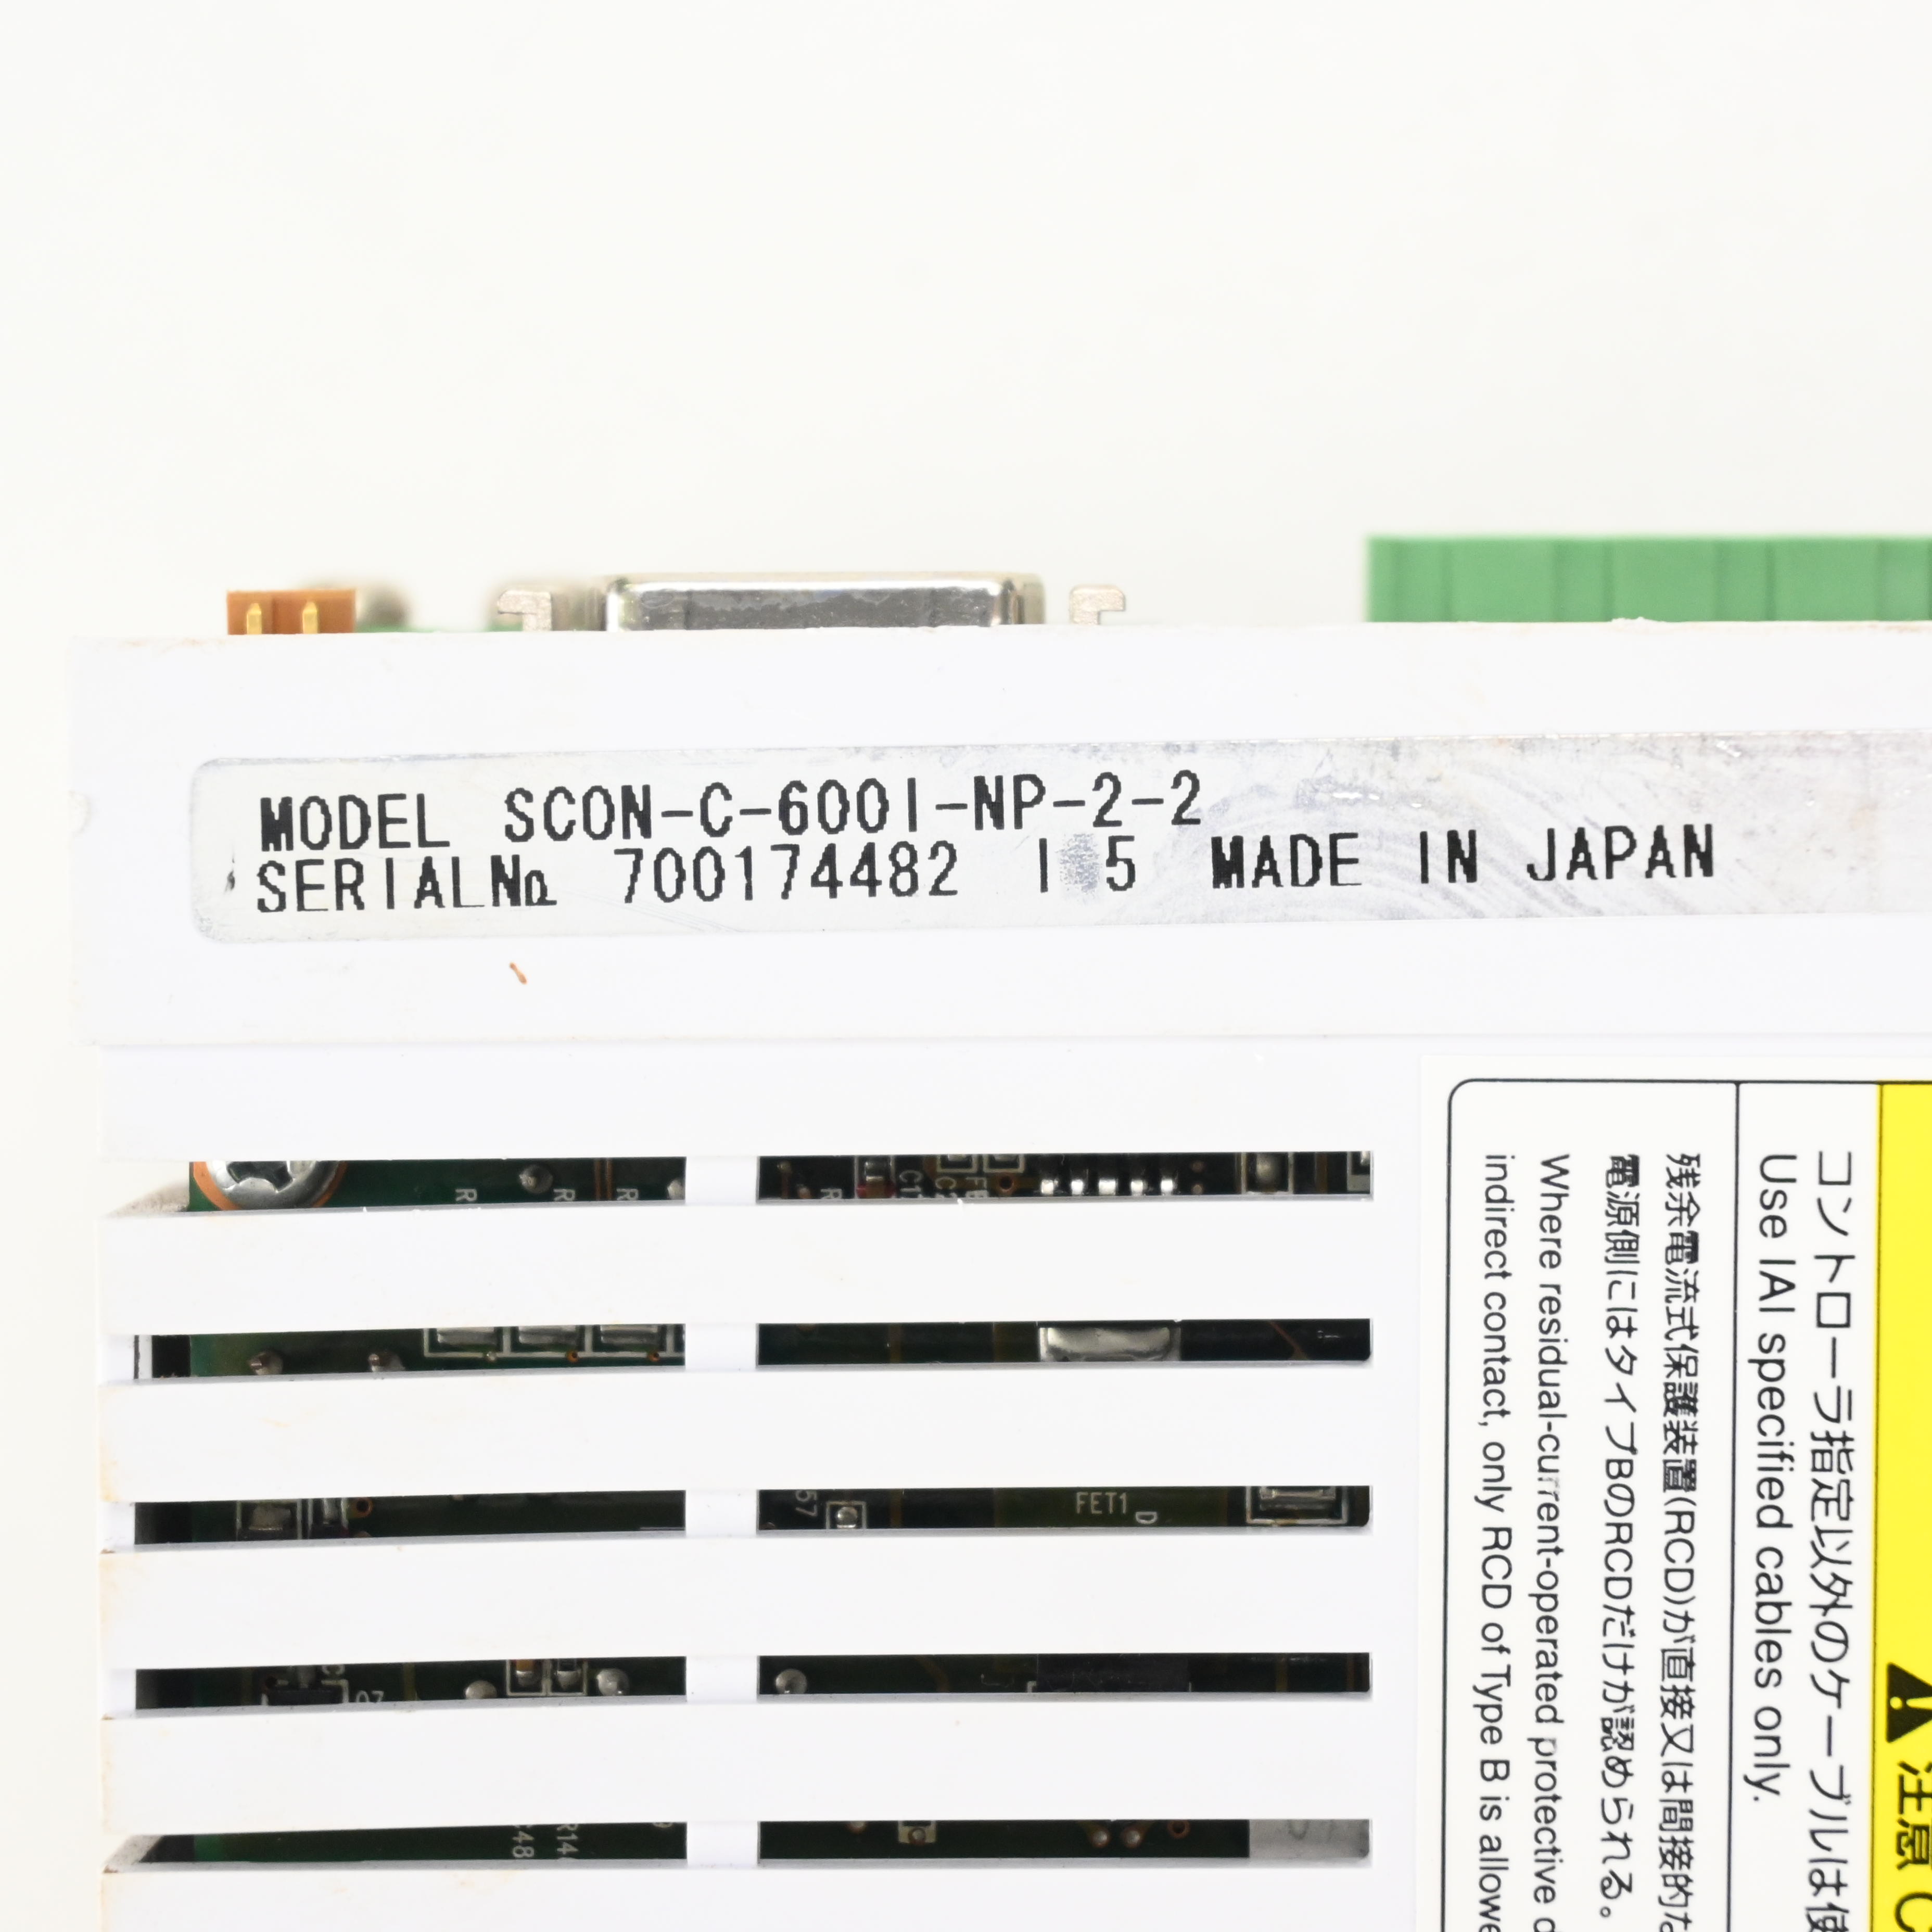 MODEL SCON-C-600I-NP-2-2
SERIAL№ 700174482 I 5 MADE IN JAPAN
コントローラ指定以外のケーブルは使
Use IAI specified cables only.
残余電流式保護装置(RCD)が直接又は間接的な
電源側にはタイプBのRCDだけが認められる。
Where residual-current-operated protective
indirect contact, only RCD of Type B is allowe
注意
FET1